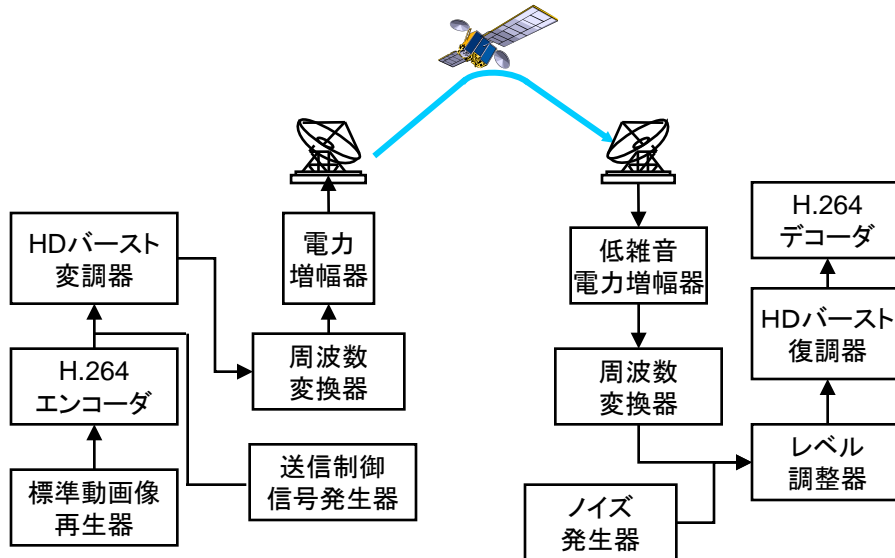 HDバースト
変調器
H.264
エンコーダ
標準動画像
再生器
電力
増幅器
周波数
変換器
送信制御
信号発生器
低雑音
電力増幅器
周波数
変換器
ノイズ
発生器
H.264
デコーダ
HDバースト
復調器
レベル
調整器